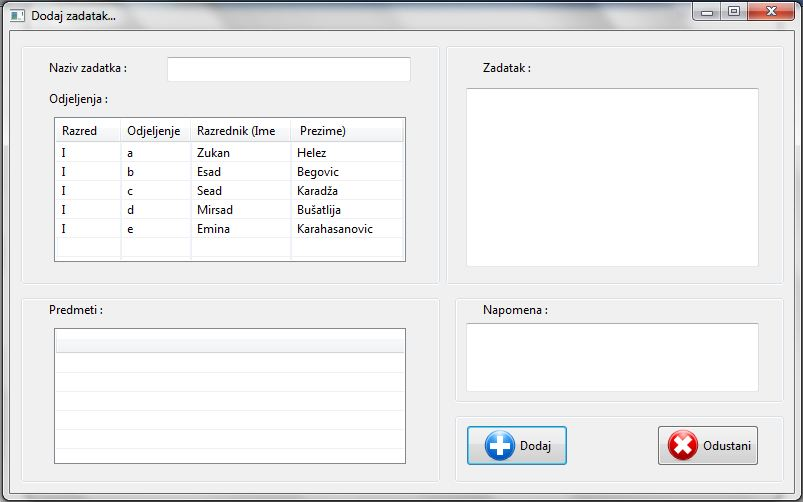 Dodaj zadatak...
Naziv zadatka :
Odjeljenja :
Razred Odjeljenje Razrednik (Ime Prezime)
I a Zukan Helez
I b Esad Begovic
I c Sead Karadža
I d Mirsad Bušatlija
I e Emina Karahasanovic
Zadatak :
Predmeti :
Napomena :
Dodaj
Odustani